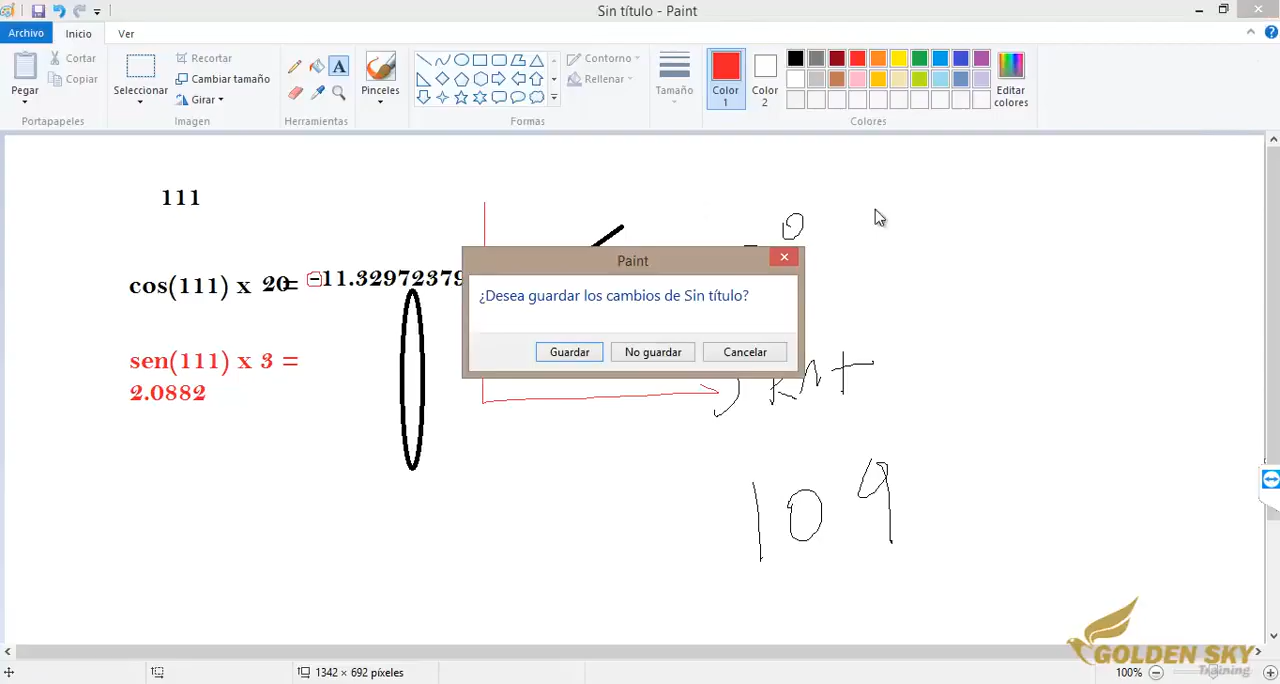 Sin título - Paint
Archivo
Inicio
Ver
Pegar
Cortar
Copiar
Portapapeles
Seleccionar
Recortar
Cambiar tamaño
Girar
Imagen
A
Herramientas
Pinceles
Contorno
Rellenar
Formas
Tamaño
Color 1
Color 2
Editar colores
Colores
111
cos(111) x 20= -11.32972379
sen(111) x 3 =
2.0882
0
Paint
¿Desea guardar los cambios de Sin título?
Guardar
No guardar
Cancelar
knt
109
GOLDEN SKY
Training
1342 × 692 píxeles
100%